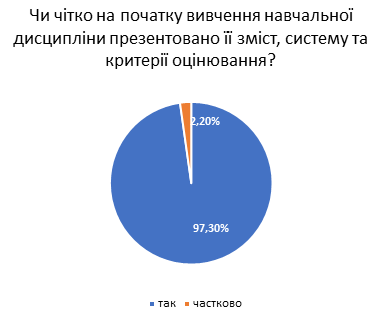 Чи чітко на початку вивчення навчальної
дисципліни презентовано її зміст, систему та
критерії оцінювання?
2,20%
97,30%
так частково